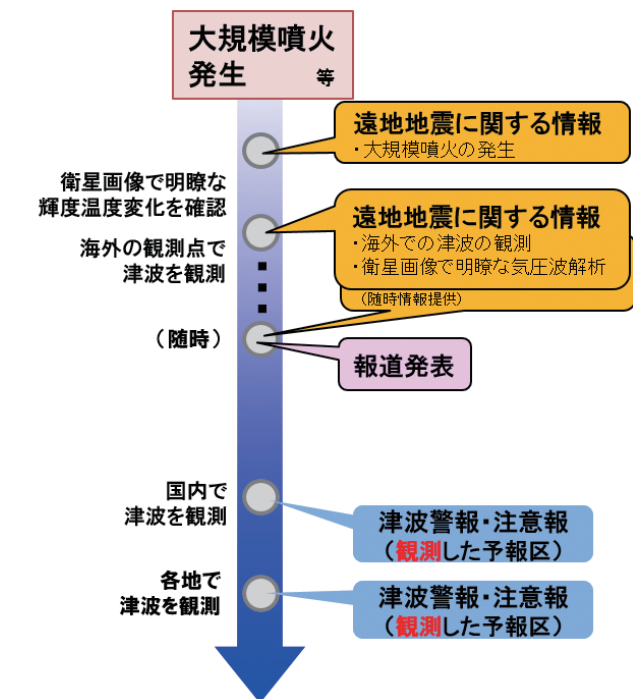 大規模噴火
発生 等
遠地地震に関する情報
・大規模噴火の発生
衛星画像で明瞭な
輝度温度変化を確認
遠地地震に関する情報
・海外での津波の観測
・衛星画像で明瞭な気圧波解析
(随時情報提供)
海外の観測点で
津波を観測
(随時)
報道発表
国内で
津波を観測
津波警報・注意報
(観測した予報区)
各地で
津波を観測
津波警報・注意報
(観測した予報区)